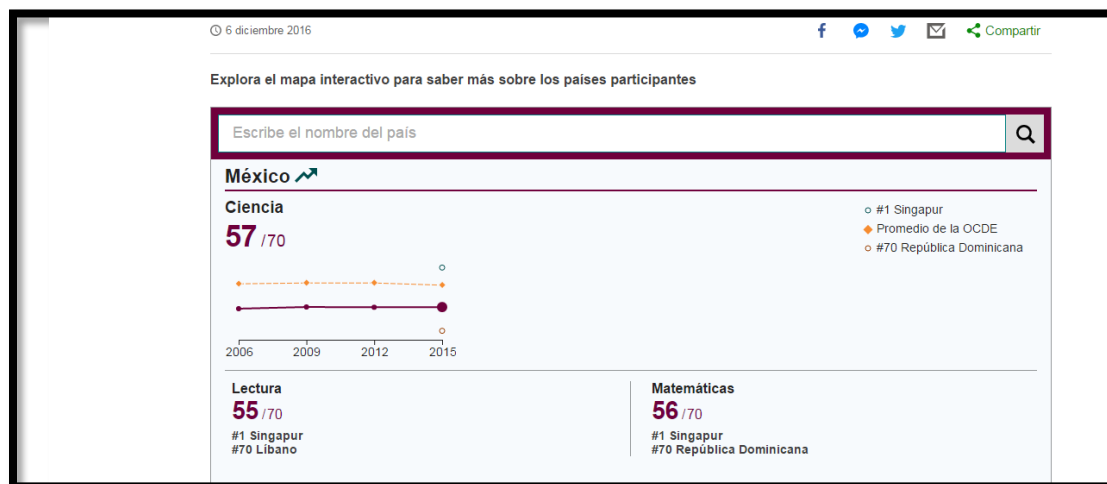 6 diciembre 2016
Compartir
Explora el mapa interactivo para saber más sobre los países participantes
Escribe el nombre del país
México
Ciencia
57 /70
#1 Singapur
Promedio de la OCDE
#70 República Dominicana
2006 2009 2012 2015
Lectura
55 /70
#1 Singapur
#70 Líbano
Matemáticas
56 /70
#1 Singapur
#70 República Dominicana